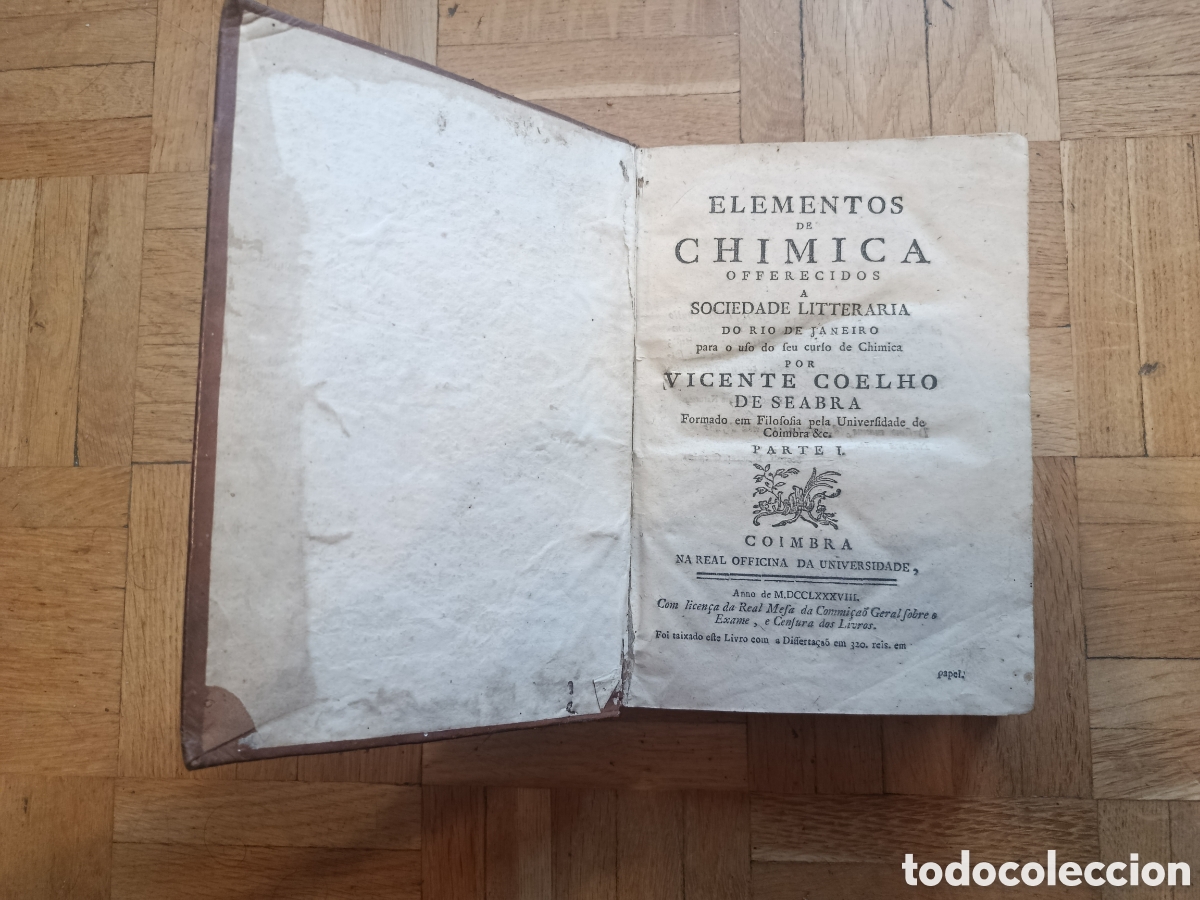 ELEMENTOS
DE
CHIMICA
OFFERECIDOS
A
SOCIEDADE LITTERARIA
DO RIO DE JANEIRO
para o uſo do ſeu curſo de Chimica
POR
VICENTE COELHO
DE SEABRA
Formado em Filoſofia pela Univerſidade de
Coimbra &c.
PARTE I.
COIMBRA
NA REAL OFFICINA DA UNIVERSIDADE,
Anno de M.DCCLXXXVIII.
Com licença da Real Meſa da Commiçaõ Geral ſobre o
Exame, e Cenſura dos Livros.
Foi taixado eſte Livro com a Diſſertaçaõ em 320. reis. em
papel.
todocoleccion